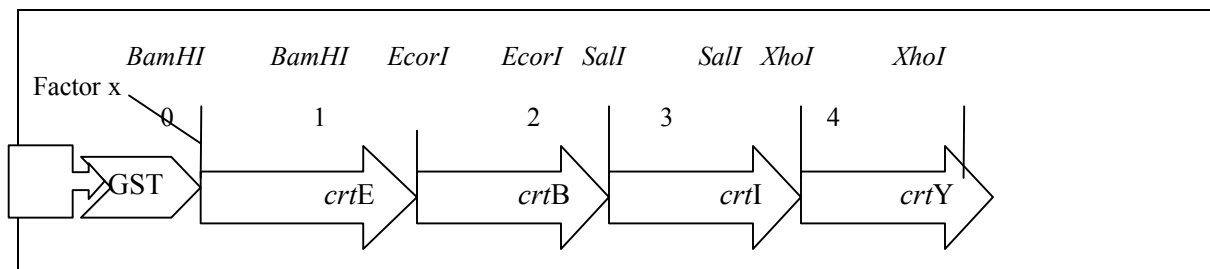 BamHI BamHI EcorI EcorI SalI SalI XhoI XhoI
Factor x
0 1 2 3 4
GST crtE crtB crtI crtY